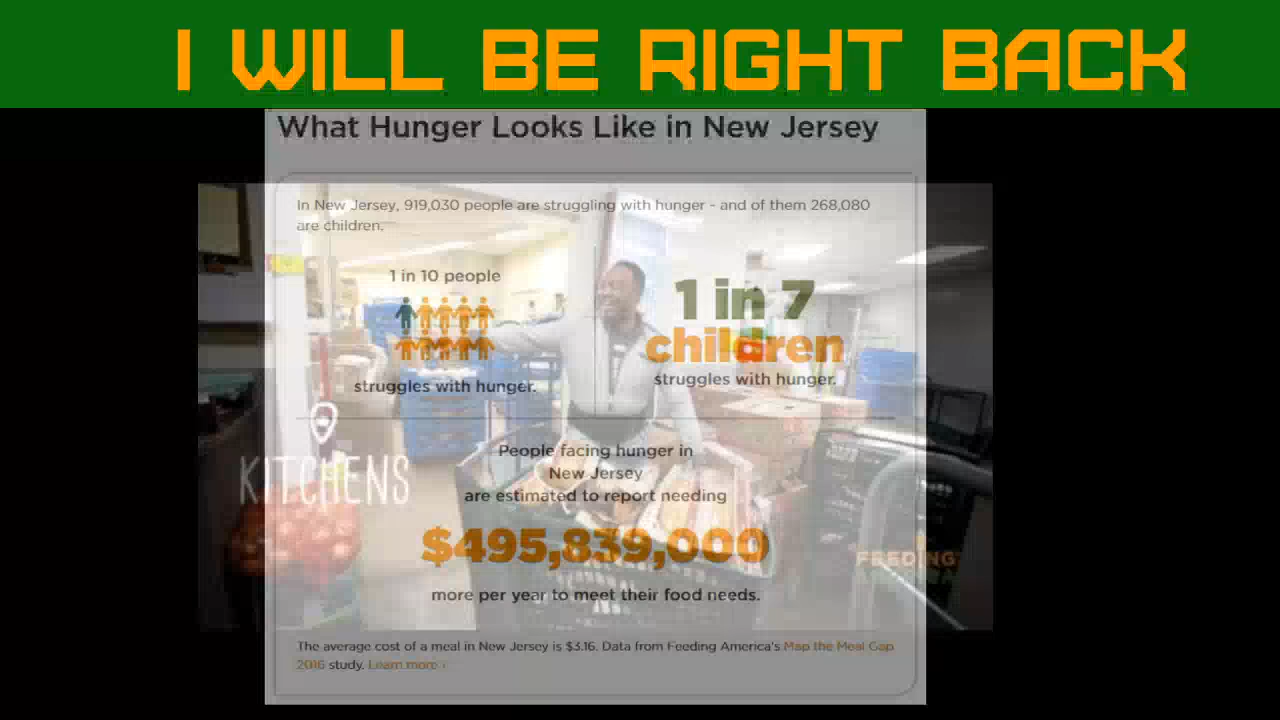 I WILL BE RIGHT BACK
What Hunger Looks Like in New Jersey
In New Jersey, 919,030 people are struggling with hunger - and of them 268,080
are children.
1 in 10 people
struggles with hunger.
1 in 7
children
struggles with hunger.
KITCHENS
People facing hunger in
New Jersey
are estimated to report needing
$495,839,000
more per year to meet their food needs.
FEEDING
AMERICA
The average cost of a meal in New Jersey is $3.16. Data from Feeding America's Map the Meal Gap
2016 study. Learn more ›